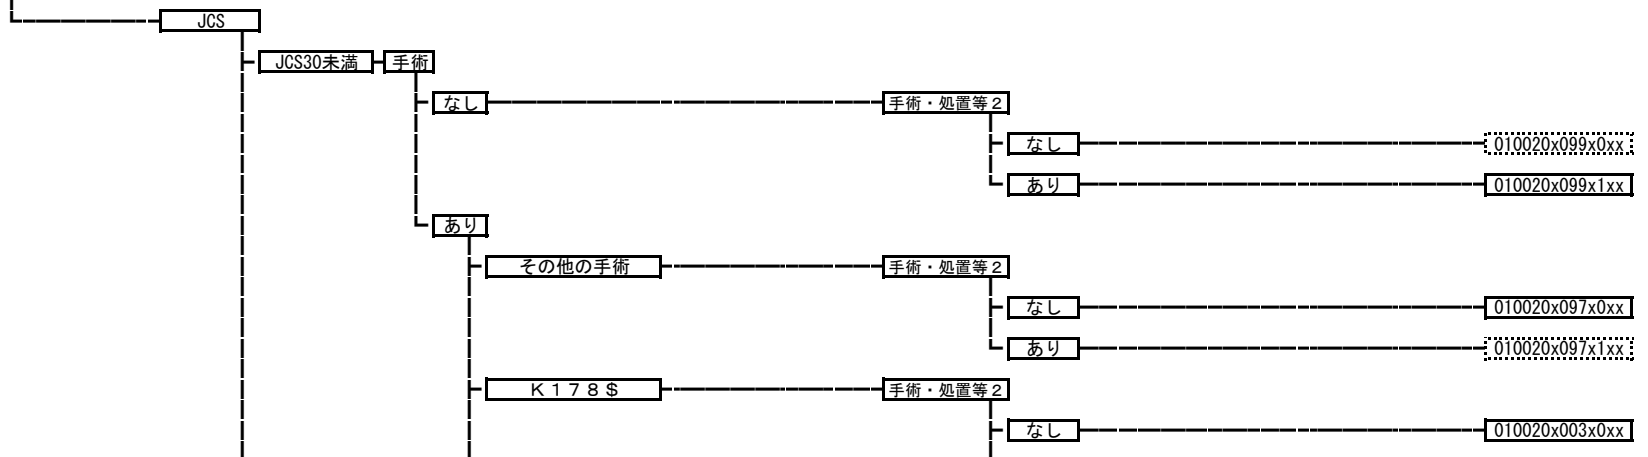 JCS
JCS30未満 手術
なし 手術・処置等２
なし 010020x099x0xx
あり 010020x099x1xx
あり
その他の手術 手術・処置等２
なし 010020x097x0xx
あり 010020x097x1xx
Ｋ１７８＄ 手術・処置等２
なし 010020x003x0xx